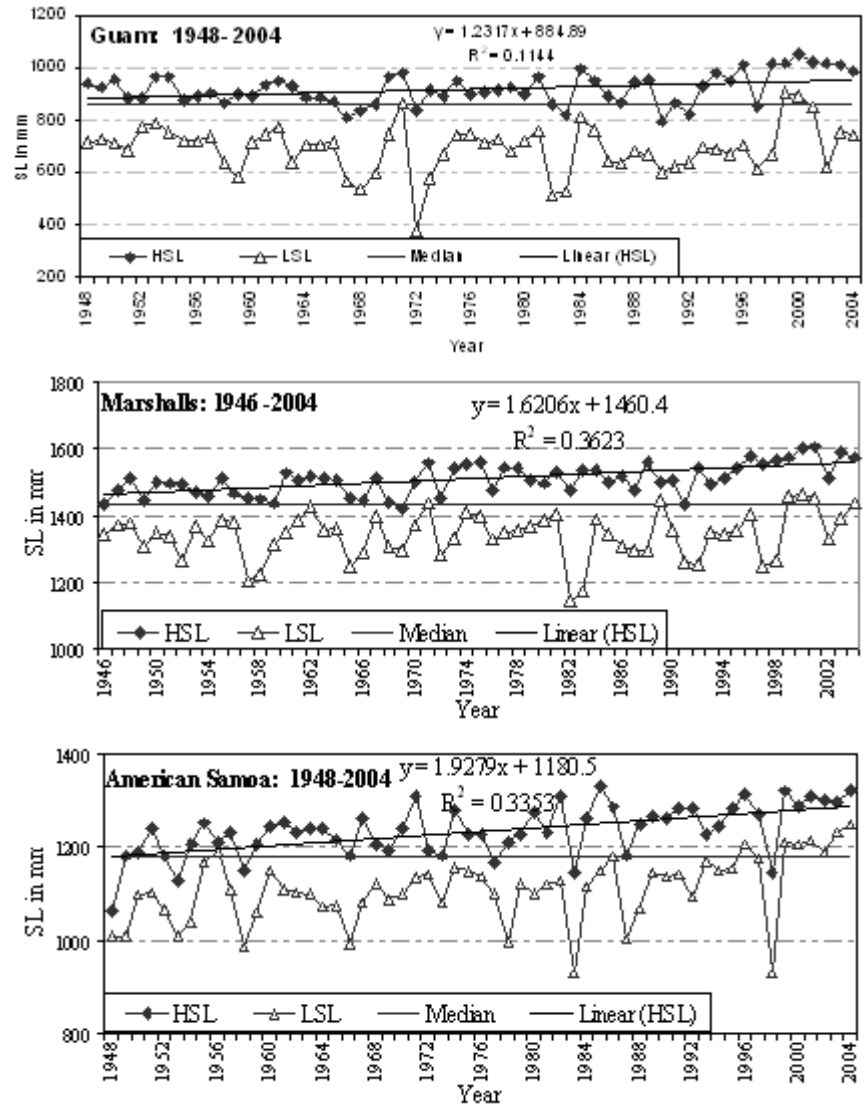 Guam: 1948- 2004
y = 1.2317x + 884.89
R² = 0.1144
SL in mm
1200
1000
800
600
400
200
HSL LSL Median Linear (HSL)
1948 1952 1956 1960 1964 1968 1972 1976 1980 1984 1988 1992 1996 2000 2004
Year
Marshalls: 1946 -2004
y = 1.6206x + 1460.4
R² = 0.3623
SL in mm
1800
1600
1400
1200
1000
HSL LSL Median Linear (HSL)
1946 1950 1954 1958 1962 1966 1970 1974 1978 1982 1986 1990 1994 1998 2002
Year
American Samoa: 1948-2004
y = 1.9279x + 1180.5
R² = 0.3353
SL in mm
1400
1200
1000
800
HSL LSL Median Linear (HSL)
1948 1952 1956 1960 1964 1968 1972 1976 1980 1984 1988 1992 1996 2000 2004
Year